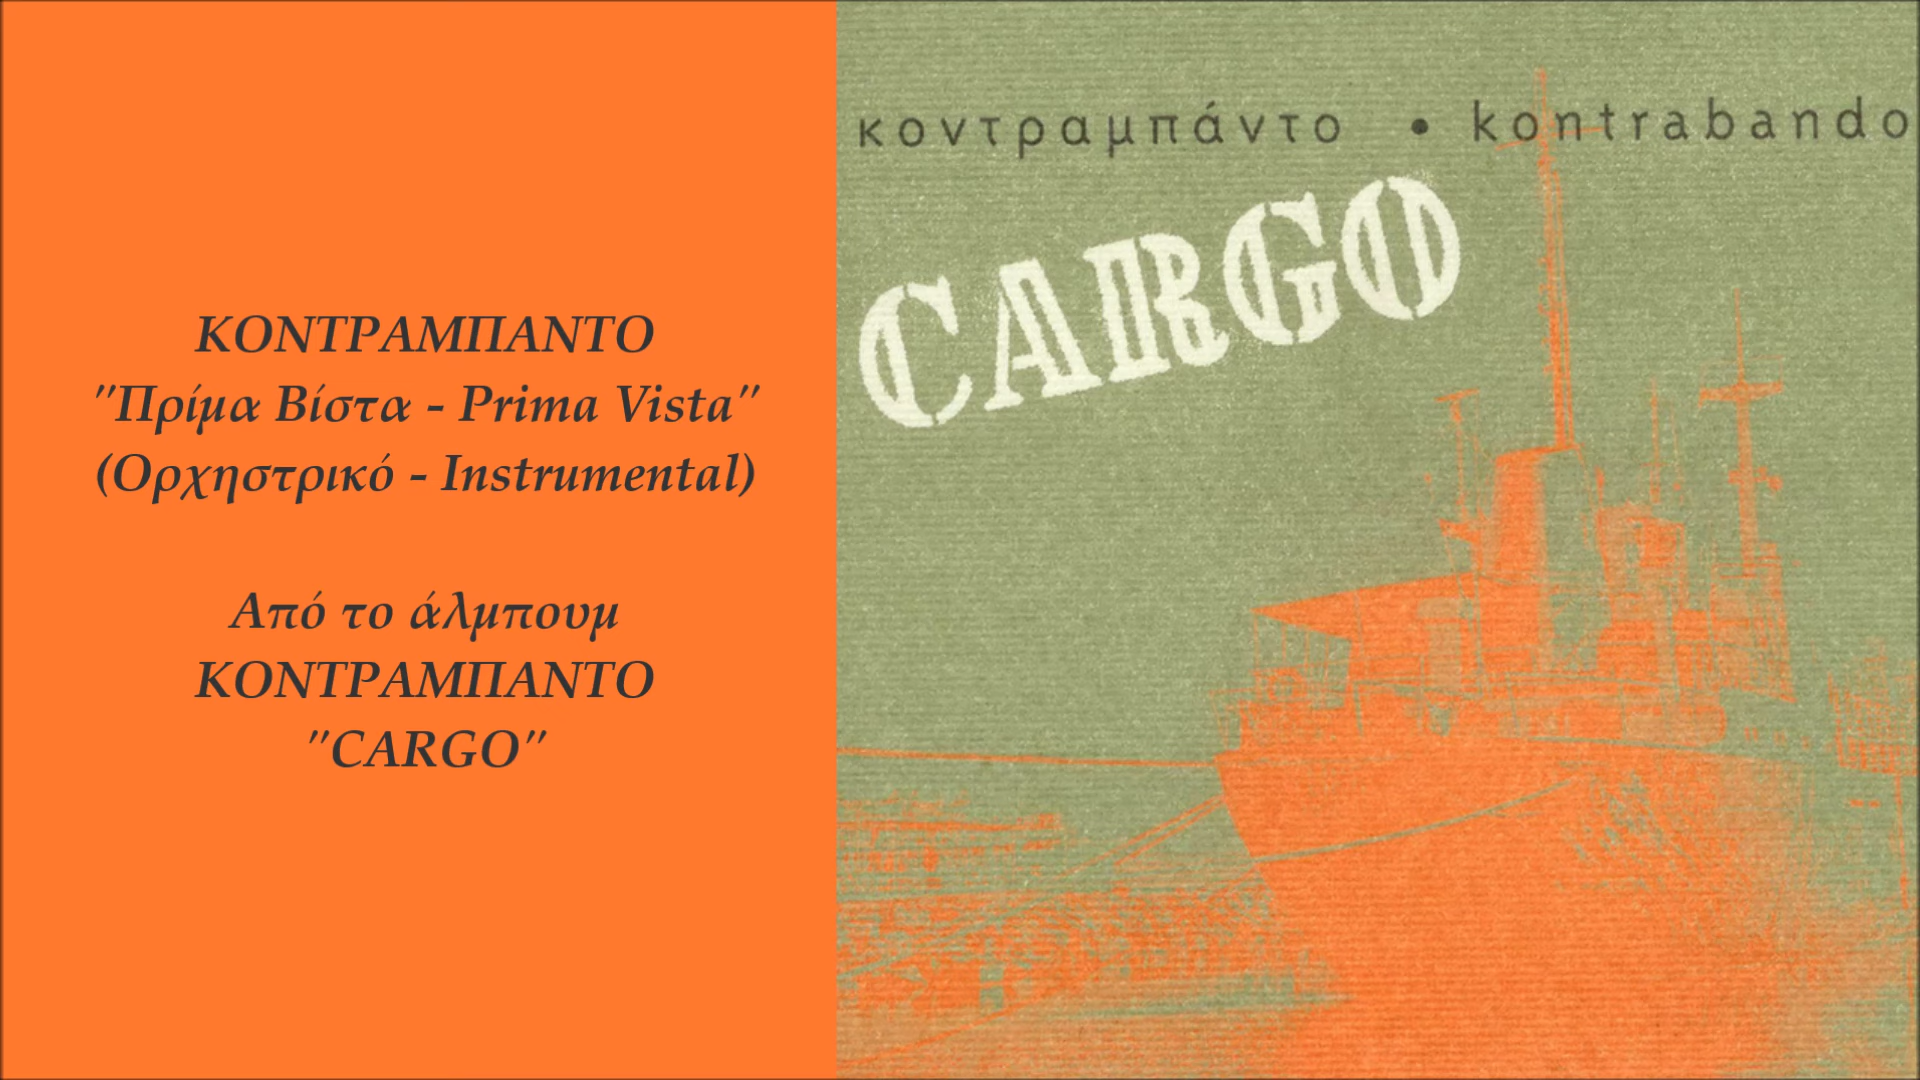 ΚΟΝΤΡΑΜΠΑΝΤΟ
"Πρίμα Βίστα - Prima Vista"
(Ορχηστρικό - Instrumental)
Από το άλμπουμ
ΚΟΝΤΡΑΜΠΑΝΤΟ
"CARGO"
κοντραμπάντο • kontrabando
CARGO